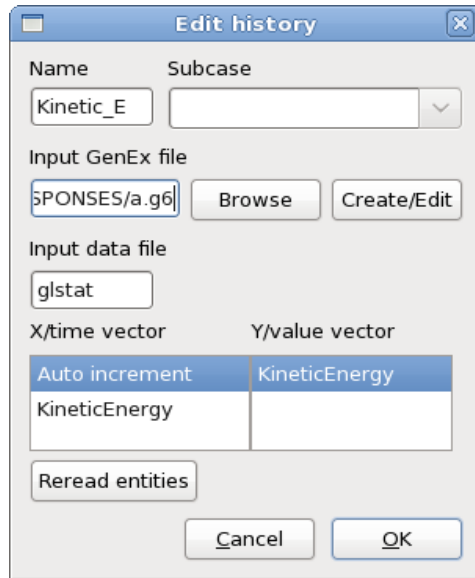 Edit history
Name Subcase
Kinetic_E
Input GenEx file
SPONSES/a.g6 Browse Create/Edit
Input data file
glstat
X/time vector Y/value vector
Auto increment KineticEnergy
KineticEnergy
Reread entities
Cancel OK